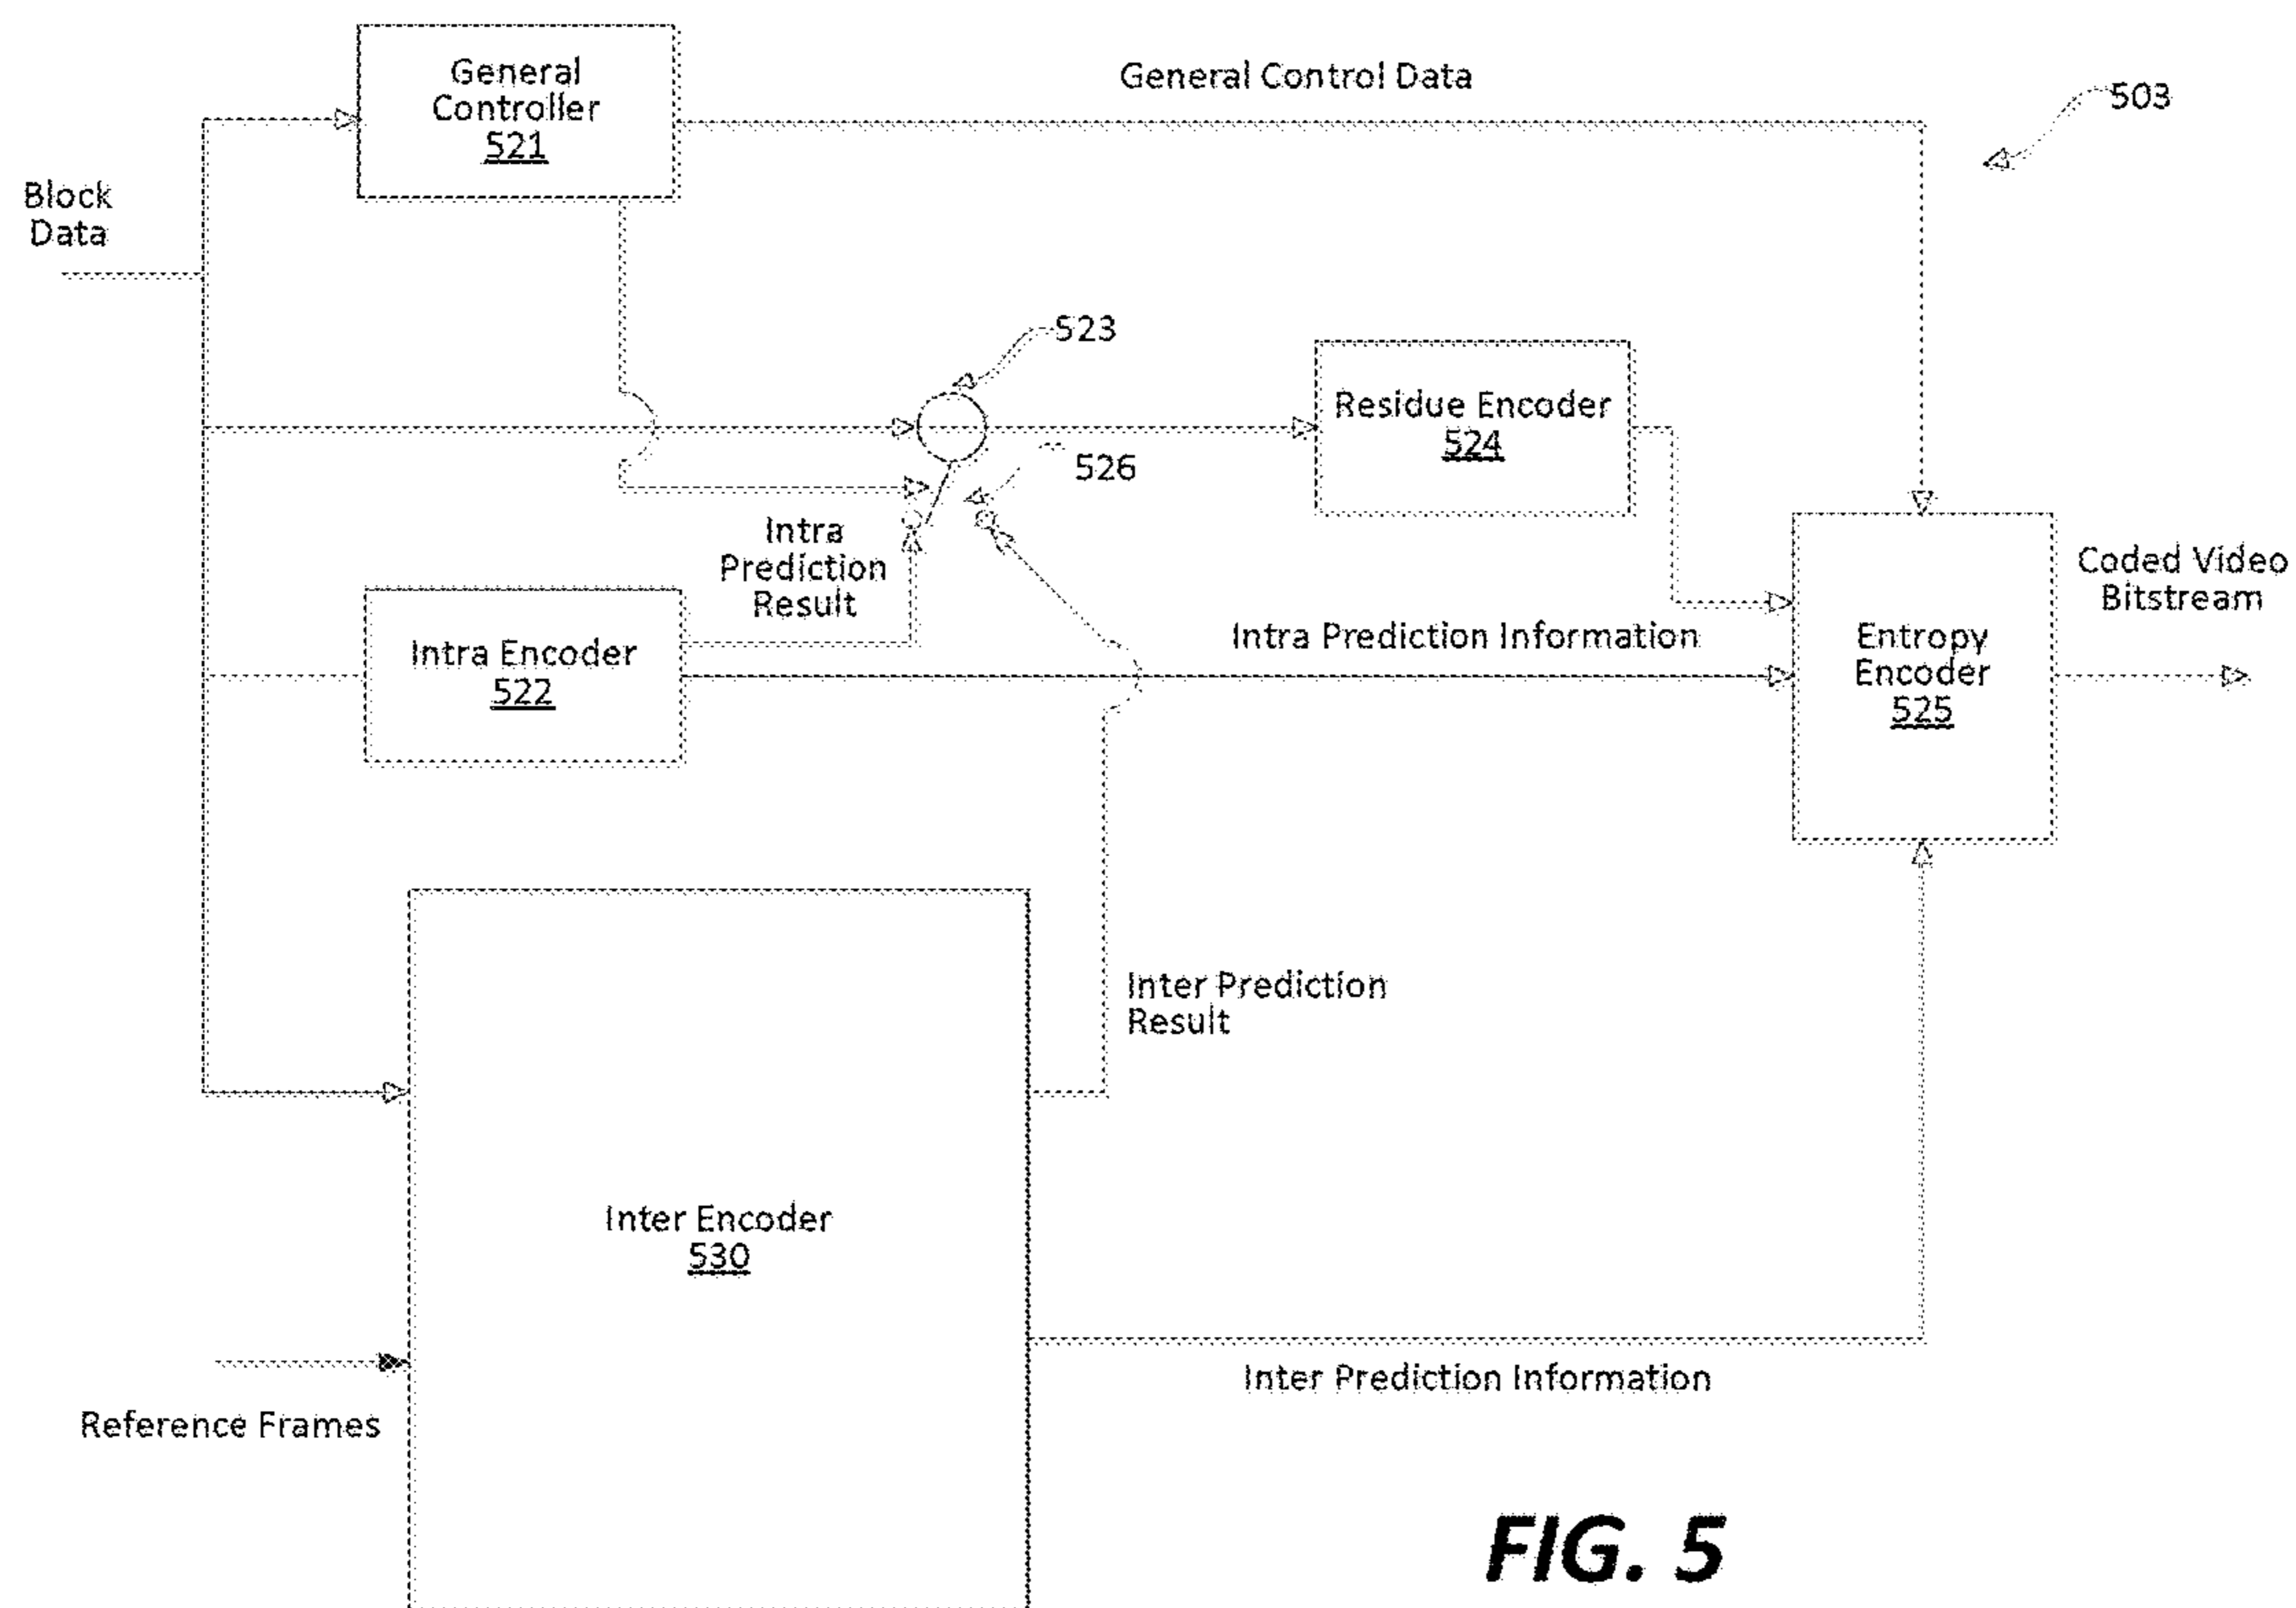 General
Controller
521
General Control Data
503
Block
Data
523
Residue Encoder
524
526
Intra
Prediction
Result
Coded Video
Bitstream
Intra Prediction Information
Entropy
Encoder
525
Intra Encoder
522
Inter Prediction
Result
Inter Encoder
530
Inter Prediction Information
Reference Frames
FIG. 5